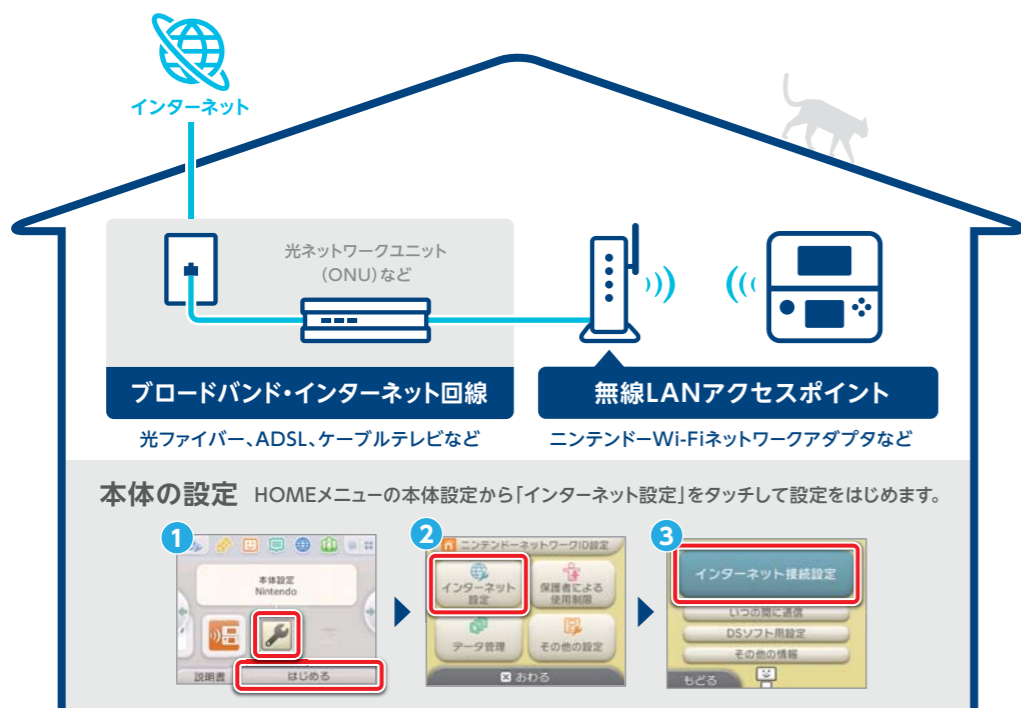 インターネット
光ネットワークユニット
(ONU)など
ブロードバンド・インターネット回線
無線LANアクセスポイント
光ファイバー、ADSL、ケーブルテレビなど
ニンテンドーWi-Fiネットワークアダプタなど
本体の設定 HOMEメニューの本体設定から「インターネット設定」をタッチして設定をはじめます。
1
本体設定
Nintendo
説明書
はじめる
2
ニンテンドーネットワークID設定
インターネット
設定
保護者による
使用制限
データ管理
その他の設定
おわる
3
インターネット接続設定
いつの間に通信
DSソフト用設定
その他の情報
もどる